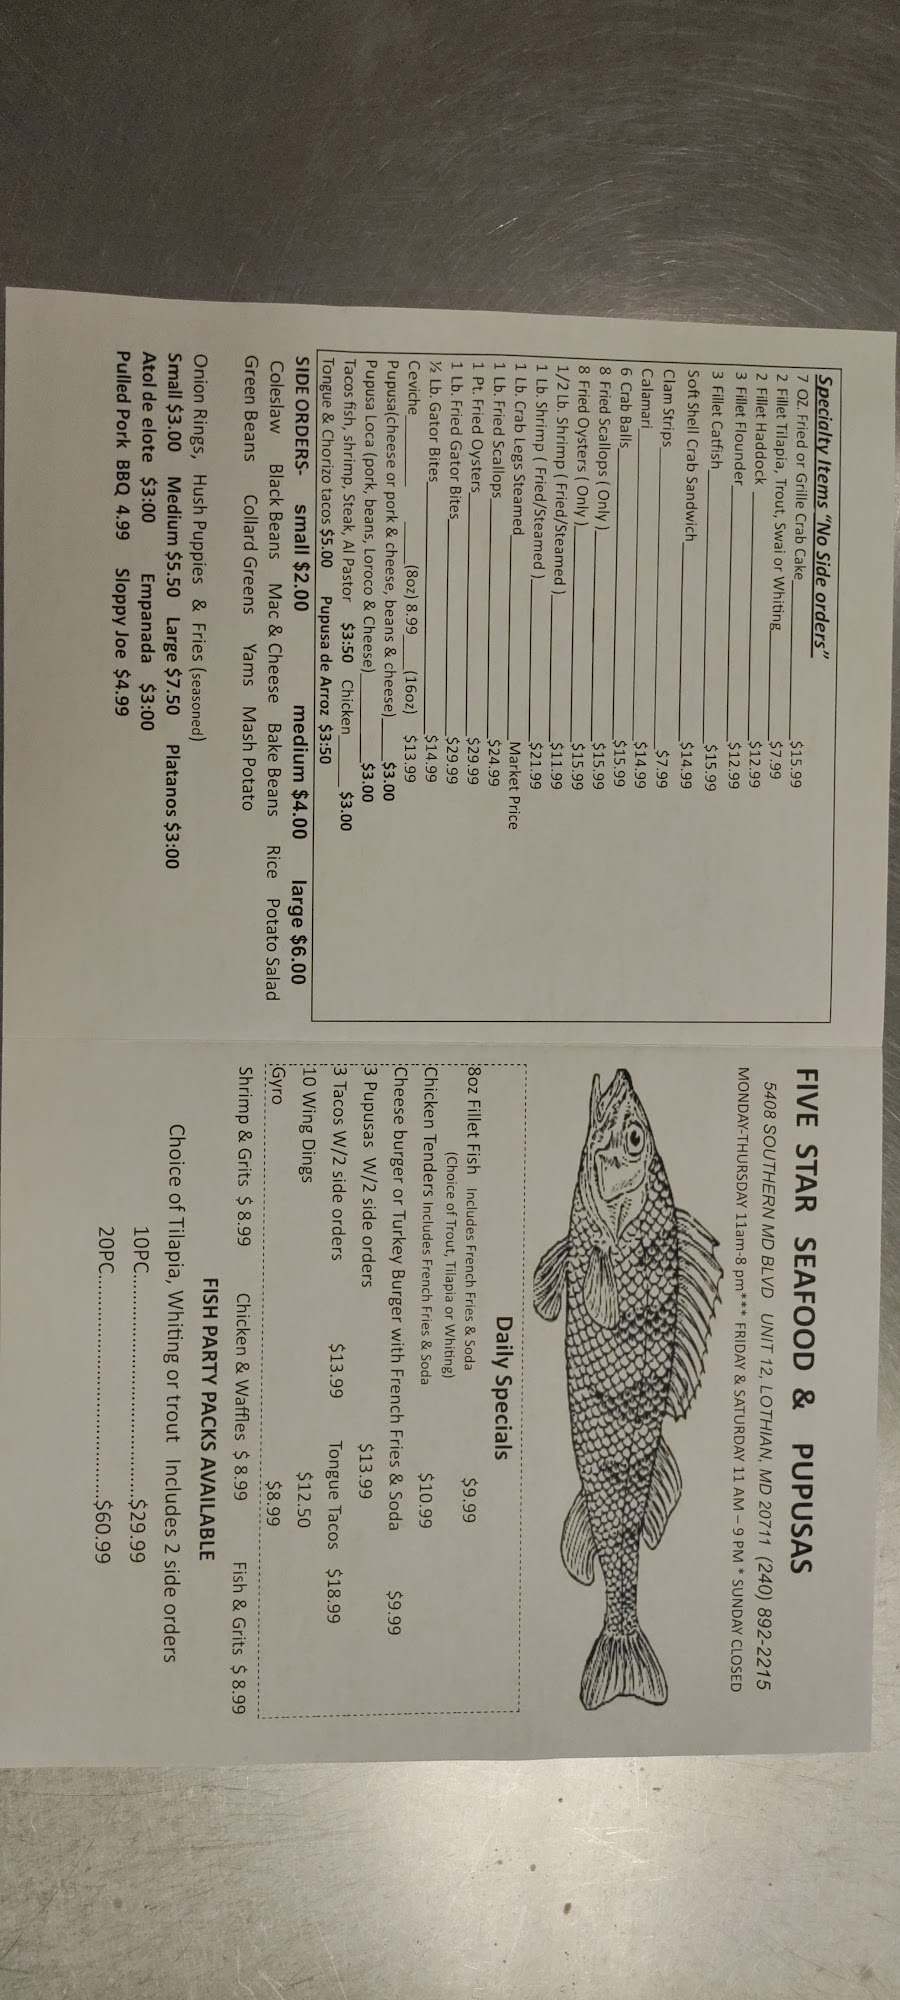 Specialty Items "No Side orders"
7 OZ. Fried or Grille Crab Cake $15.99
2 Fillet Tilapia, Trout, Swai or Whiting $7.99
2 Fillet Haddock $12.99
3 Fillet Flounder $12.99
3 Fillet Catfish $15.99
Soft Shell Crab Sandwich $14.99
Clam Strips $7.99
Calamari $14.99
6 Crab Balls $15.99
8 Fried Scallops ( Only ) $15.99
8 Fried Oysters ( Only ) $15.99
1/2 Lb. Shrimp ( Fried/Steamed ) $11.99
1 Lb. Shrimp ( Fried/Steamed ) $21.99
1 Lb. Crab Legs Steamed Market Price
1 Lb. Fried Scallops $24.99
1 Pt. Fried Oysters $29.99
1 Lb. Fried Gator Bites $29.99
½ Lb. Gator Bites $14.99
Ceviche (8oz) 8.99 (16oz) $13.99
Pupusa(cheese or pork & cheese, beans & cheese) $3.00
Pupusa Loca (pork, beans, Loroco & Cheese) $3.00
Tacos fish, shrimp, Steak, Al Pastor $3:50 Chicken $3.00
Tongue & Chorizo tacos $5.00 Pupusa de Arroz $3:50
SIDE ORDERS- small $2.00 medium $4.00 large $6.00
Coleslaw Black Beans Mac & Cheese Bake Beans Rice Potato Salad
Green Beans Collard Greens Yams Mash Potato
Onion Rings, Hush Puppies & Fries (seasoned)
Small $3.00 Medium $5.50 Large $7.50 Platanos $3:00
Atol de elote $3:00 Empanada $3:00
Pulled Pork BBQ 4.99 Sloppy Joe $4.99
FIVE STAR SEAFOOD & PUPUSAS
5408 SOUTHERN MD BLVD UNIT 12, LOTHIAN, MD 20711 (240) 892-2215
MONDAY-THURSDAY 11am-8 pm*** FRIDAY & SATURDAY 11 AM – 9 PM * SUNDAY CLOSED
Daily Specials
8oz Fillet Fish Includes French Fries & Soda $9.99
(Choice of Trout, Tilapia or Whiting)
Chicken Tenders Includes French Fries & Soda $10.99
Cheese burger or Turkey Burger with French Fries & Soda $9.99
3 Pupusas W/2 side orders $13.99
3 Tacos W/2 side orders $13.99 Tongue Tacos $18.99
10 Wing Dings $12.50
Gyro $8.99
Shrimp & Grits $ 8.99 Chicken & Waffles $ 8.99 Fish & Grits $ 8.99
FISH PARTY PACKS AVAILABLE
Choice of Tilapia, Whiting or trout Includes 2 side orders
10PC...................................$29.99
20PC...................................$60.99